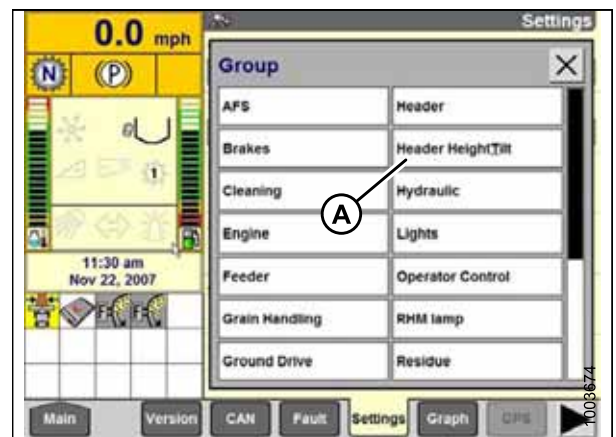 0.0 mph
Settings
N
(P)
Group
X
AFS
Header
Brakes
Header Height Tilt
Cleaning
Hydraulic
A
Engine
Lights
Feeder
Operator Control
Grain Handling
RHM lamp
Ground Drive
Residue
1
11:30 am
Nov 22, 2007
Main
Version
CAN
Fault
Settings
Graph
GPS
1003674